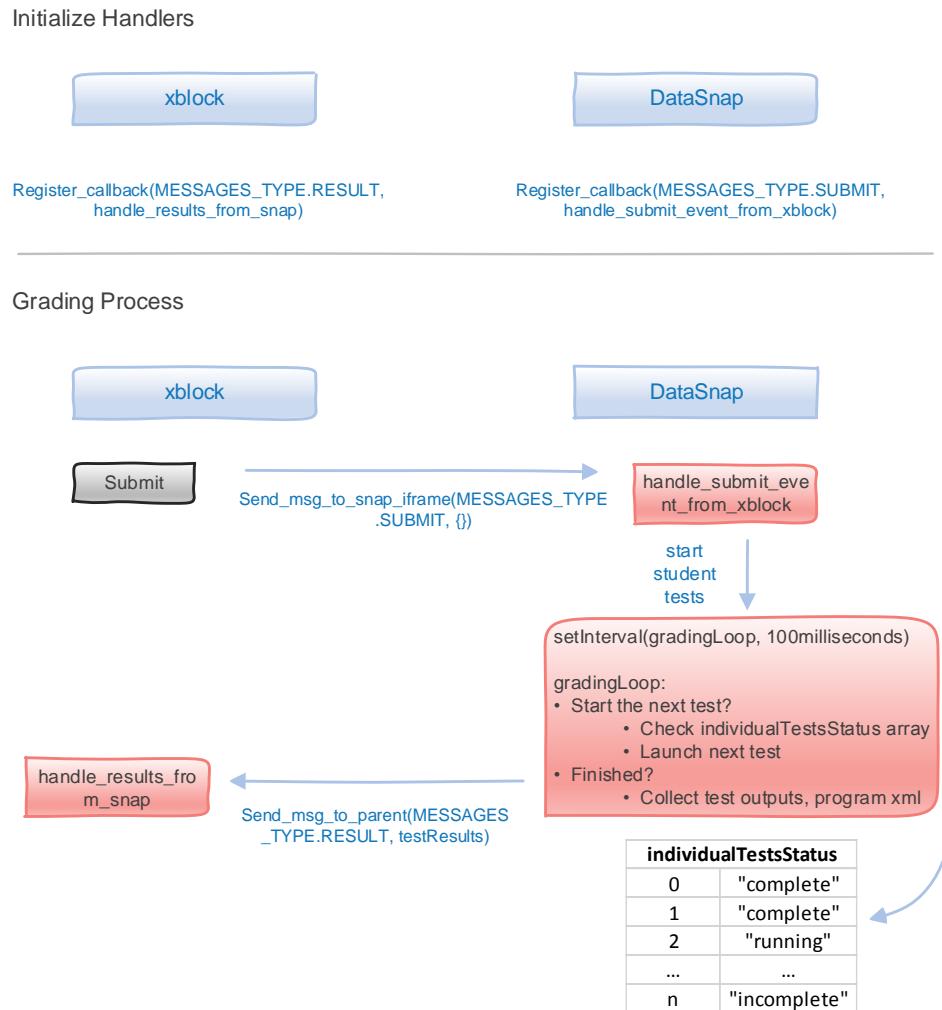 Initialize Handlers
xblock
DataSnap
Register_callback(MESSAGES_TYPE.RESULT,
handle_results_from_snap)
Register_callback(MESSAGES_TYPE.SUBMIT,
handle_submit_event_from_xblock)
Grading Process
xblock
DataSnap
Submit
Send_msg_to_snap_iframe(MESSAGES_TYPE
.SUBMIT, {})
handle_submit_eve
nt_from_xblock
start
student
tests
setInterval(gradingLoop, 100milliseconds)
gradingLoop:
• Start the next test?
• Check individualTestsStatus array
• Launch next test
• Finished?
• Collect test outputs, program xml
handle_results_fro
m_snap
Send_msg_to_parent(MESSAGES
_TYPE.RESULT, testResults)
individualTestsStatus
0 "complete"
1 "complete"
2 "running"
... ...
n "incomplete"